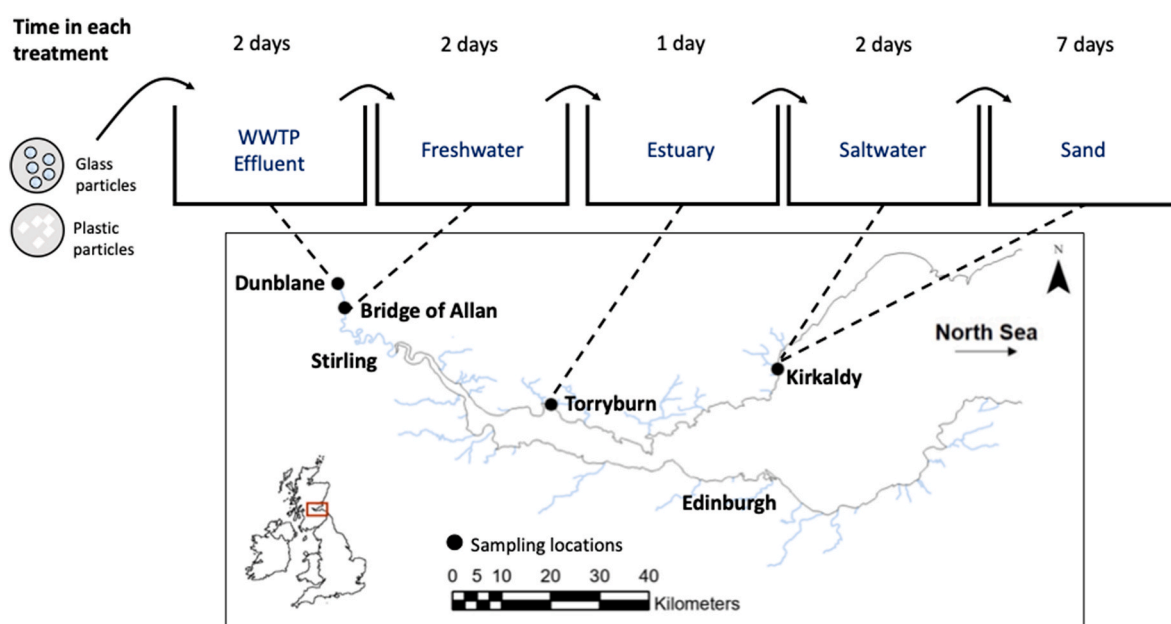 Time in each
treatment
2 days
2 days
1 day
2 days
7 days
WWTP
Effluent
Freshwater
Estuary
Saltwater
Sand
Glass
particles
Plastic
particles
N
Dunblane
Bridge of Allan
North Sea
Stirling
Kirkaldy
Torryburn
Edinburgh
Sampling locations
0 5 10 20 30 40
Kilometers